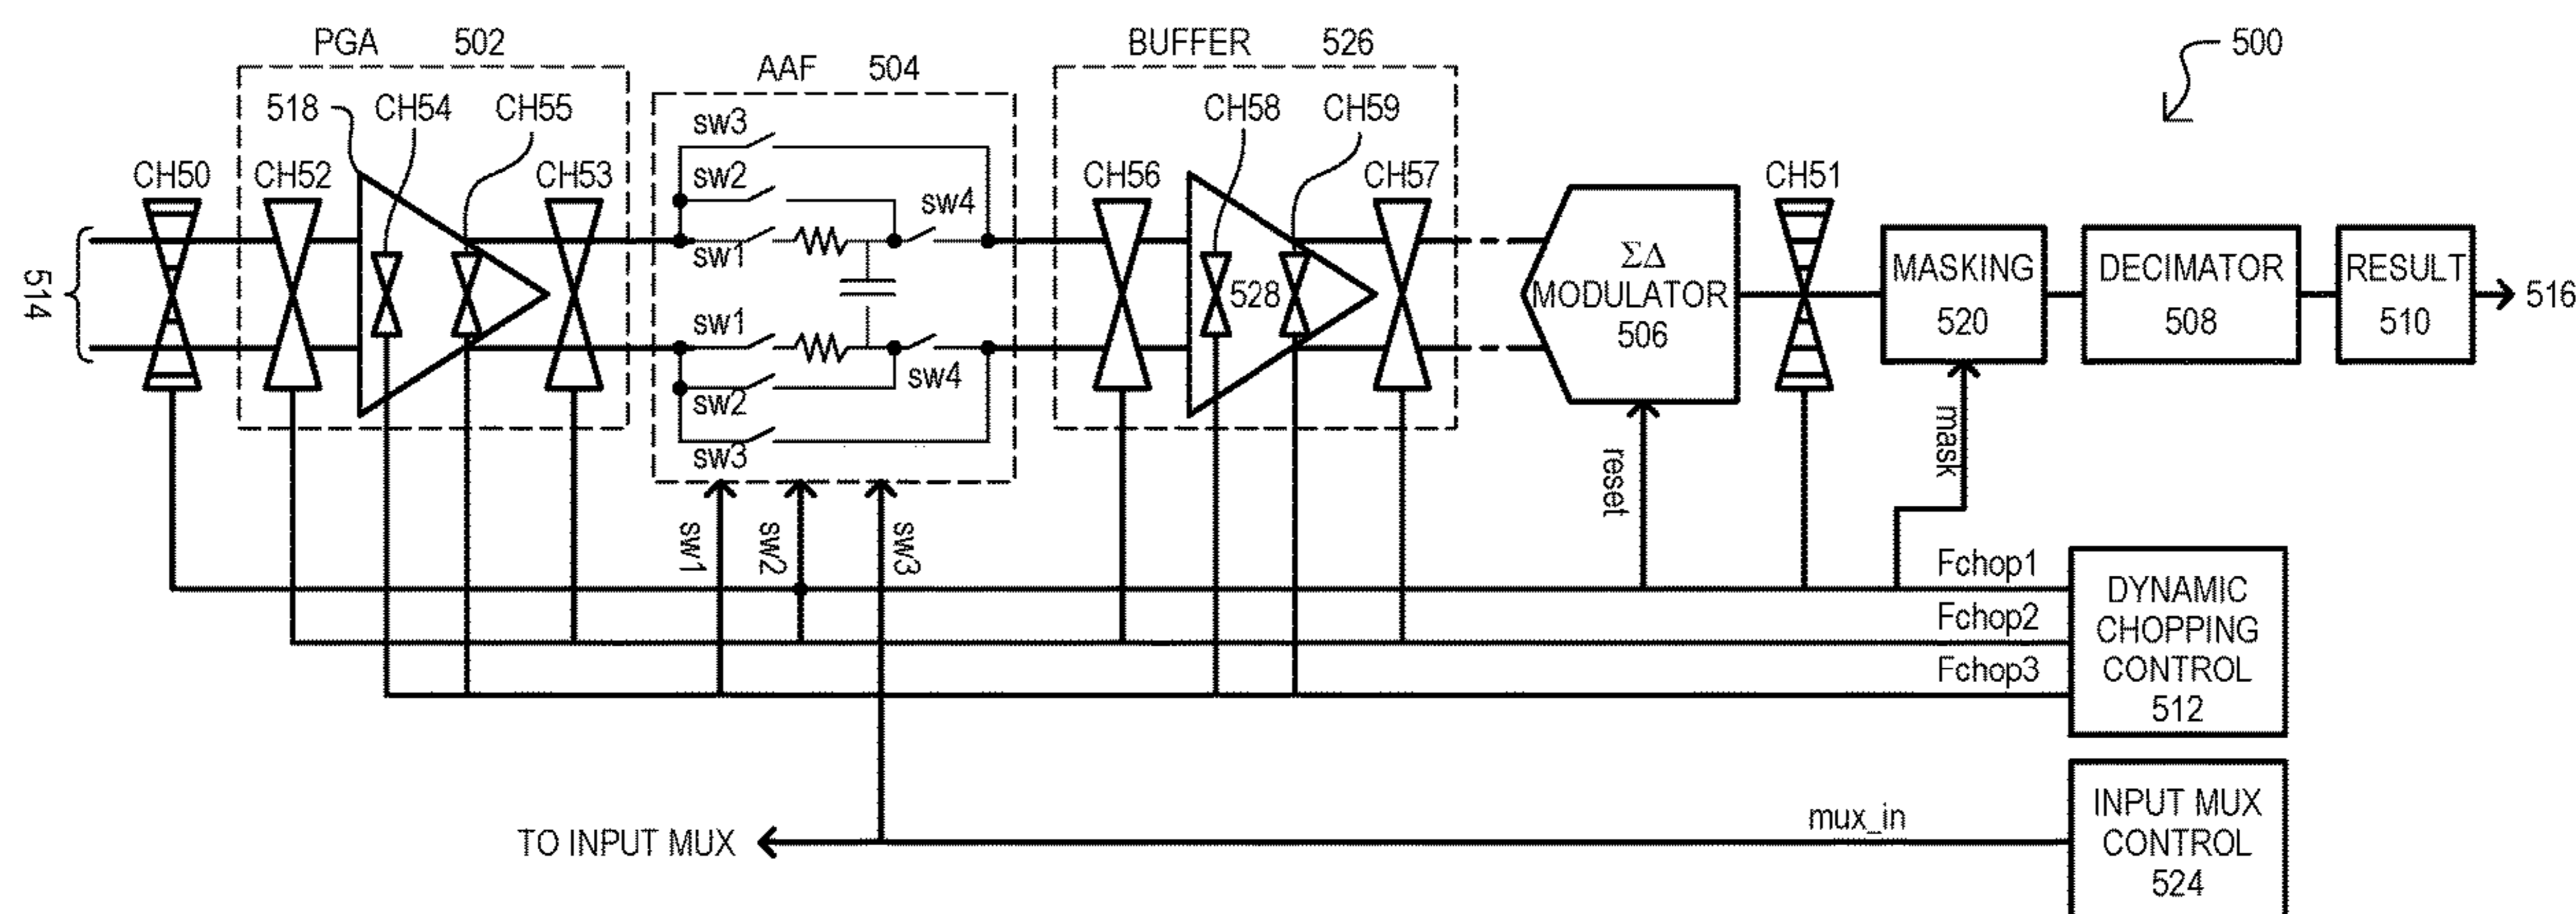 PGA 502
BUFFER 526
500
AAF 504
518 CH54 CH55
CH58 CH59
sw3
CH50 CH52 CH53
sw2
sw4
CH56 CH57
CH51
sw1
514
528
ΣΔ
MODULATOR
506
MASKING
520
DECIMATOR
508
RESULT
510
516
sw1
sw4
sw2
sw3
sw1
sw2
sw3
reset
mask
Fchop1
Fchop2
Fchop3
DYNAMIC
CHOPPING
CONTROL
512
TO INPUT MUX
mux_in
INPUT MUX
CONTROL
524